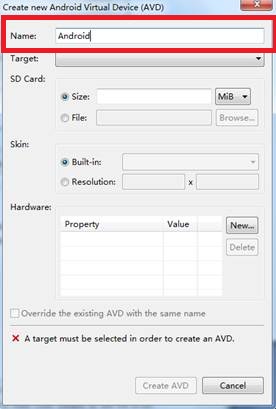 Create new Android Virtual Device (AVD)
Name: Android
Target:
SD Card:
Size: MiB
File: Browse...
Skin:
Built-in:
Resolution: x
Hardware:
Property Value New...
Delete
Override the existing AVD with the same name
A target must be selected in order to create an AVD.
Create AVD Cancel